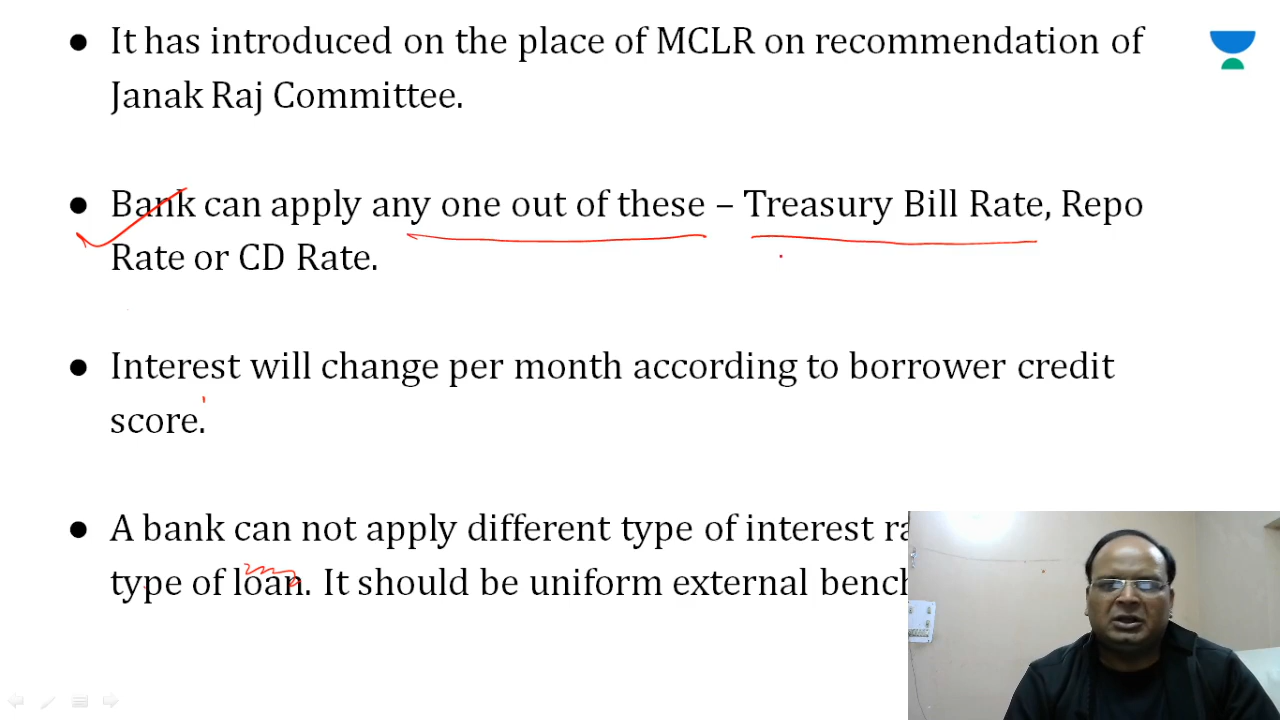 ● It has introduced on the place of MCLR on recommendation of
Janak Raj Committee.
● Bank can apply any one out of these – Treasury Bill Rate, Repo
Rate or CD Rate.
● Interest will change per month according to borrower credit
score.
● A bank can not apply different type of interest
type of loan. It should be uniform external